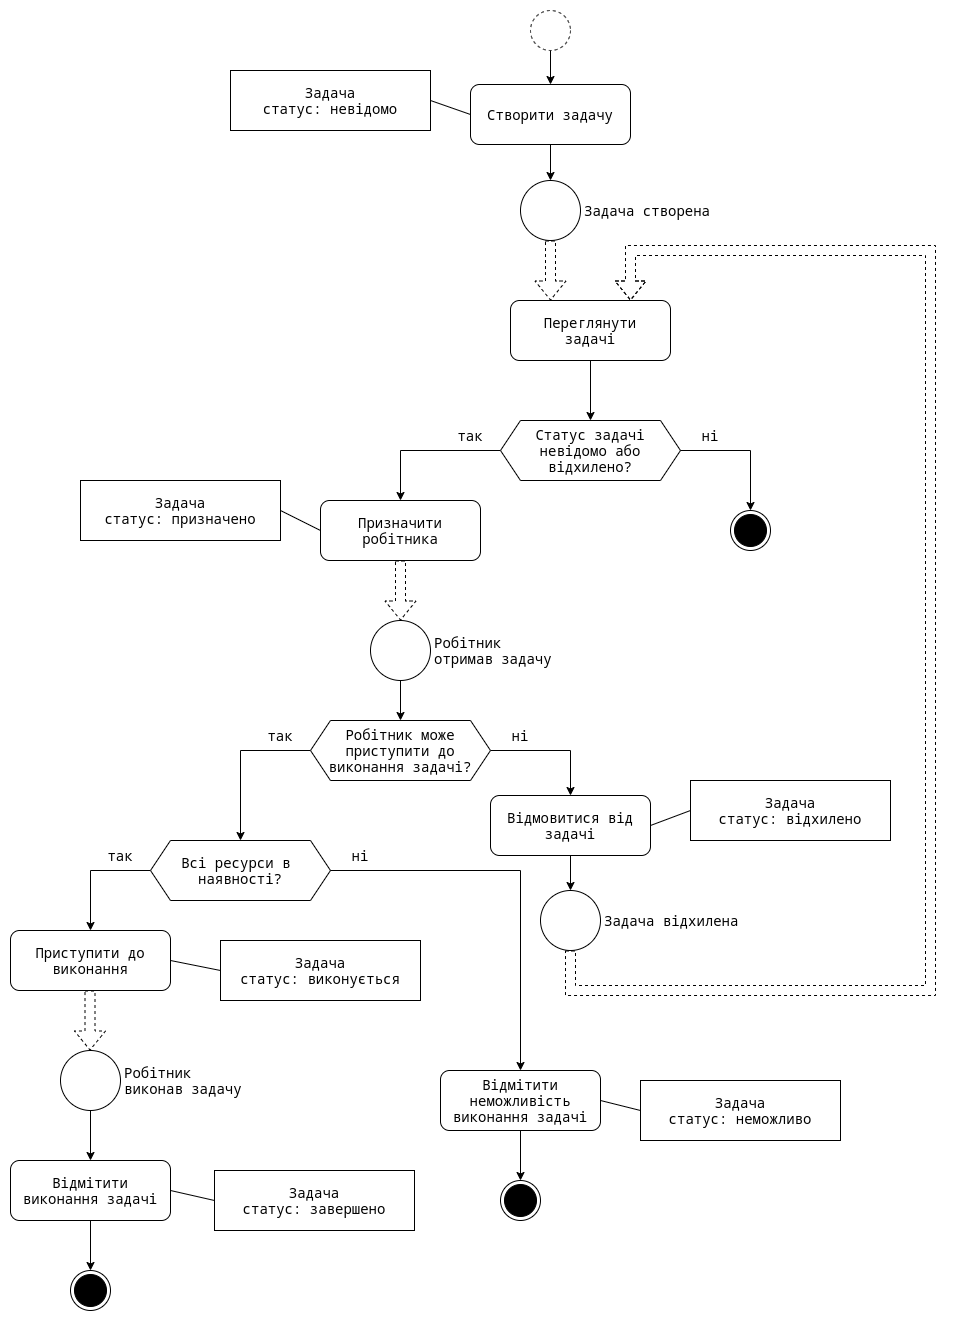 Задача
статус: невідомо
Створити задачу
Задача створена
Переглянути
задачі
Статус задачі
невідомо або
відхилено?
так
ні
Задача
статус: призначено
Призначити
робітника
Робітник
отримав задачу
Робітник може
приступити до
виконання задачі?
так
ні
Відмовитися від
задачі
Задача
статус: відхилено
Всі ресурси в
наявності?
так
ні
Задача відхилена
Приступити до
виконання
Задача
статус: виконується
Робітник
виконав задачу
Відмітити
неможливість
виконання задачі
Задача
статус: неможливо
Відмітити
виконання задачі
Задача
статус: завершено